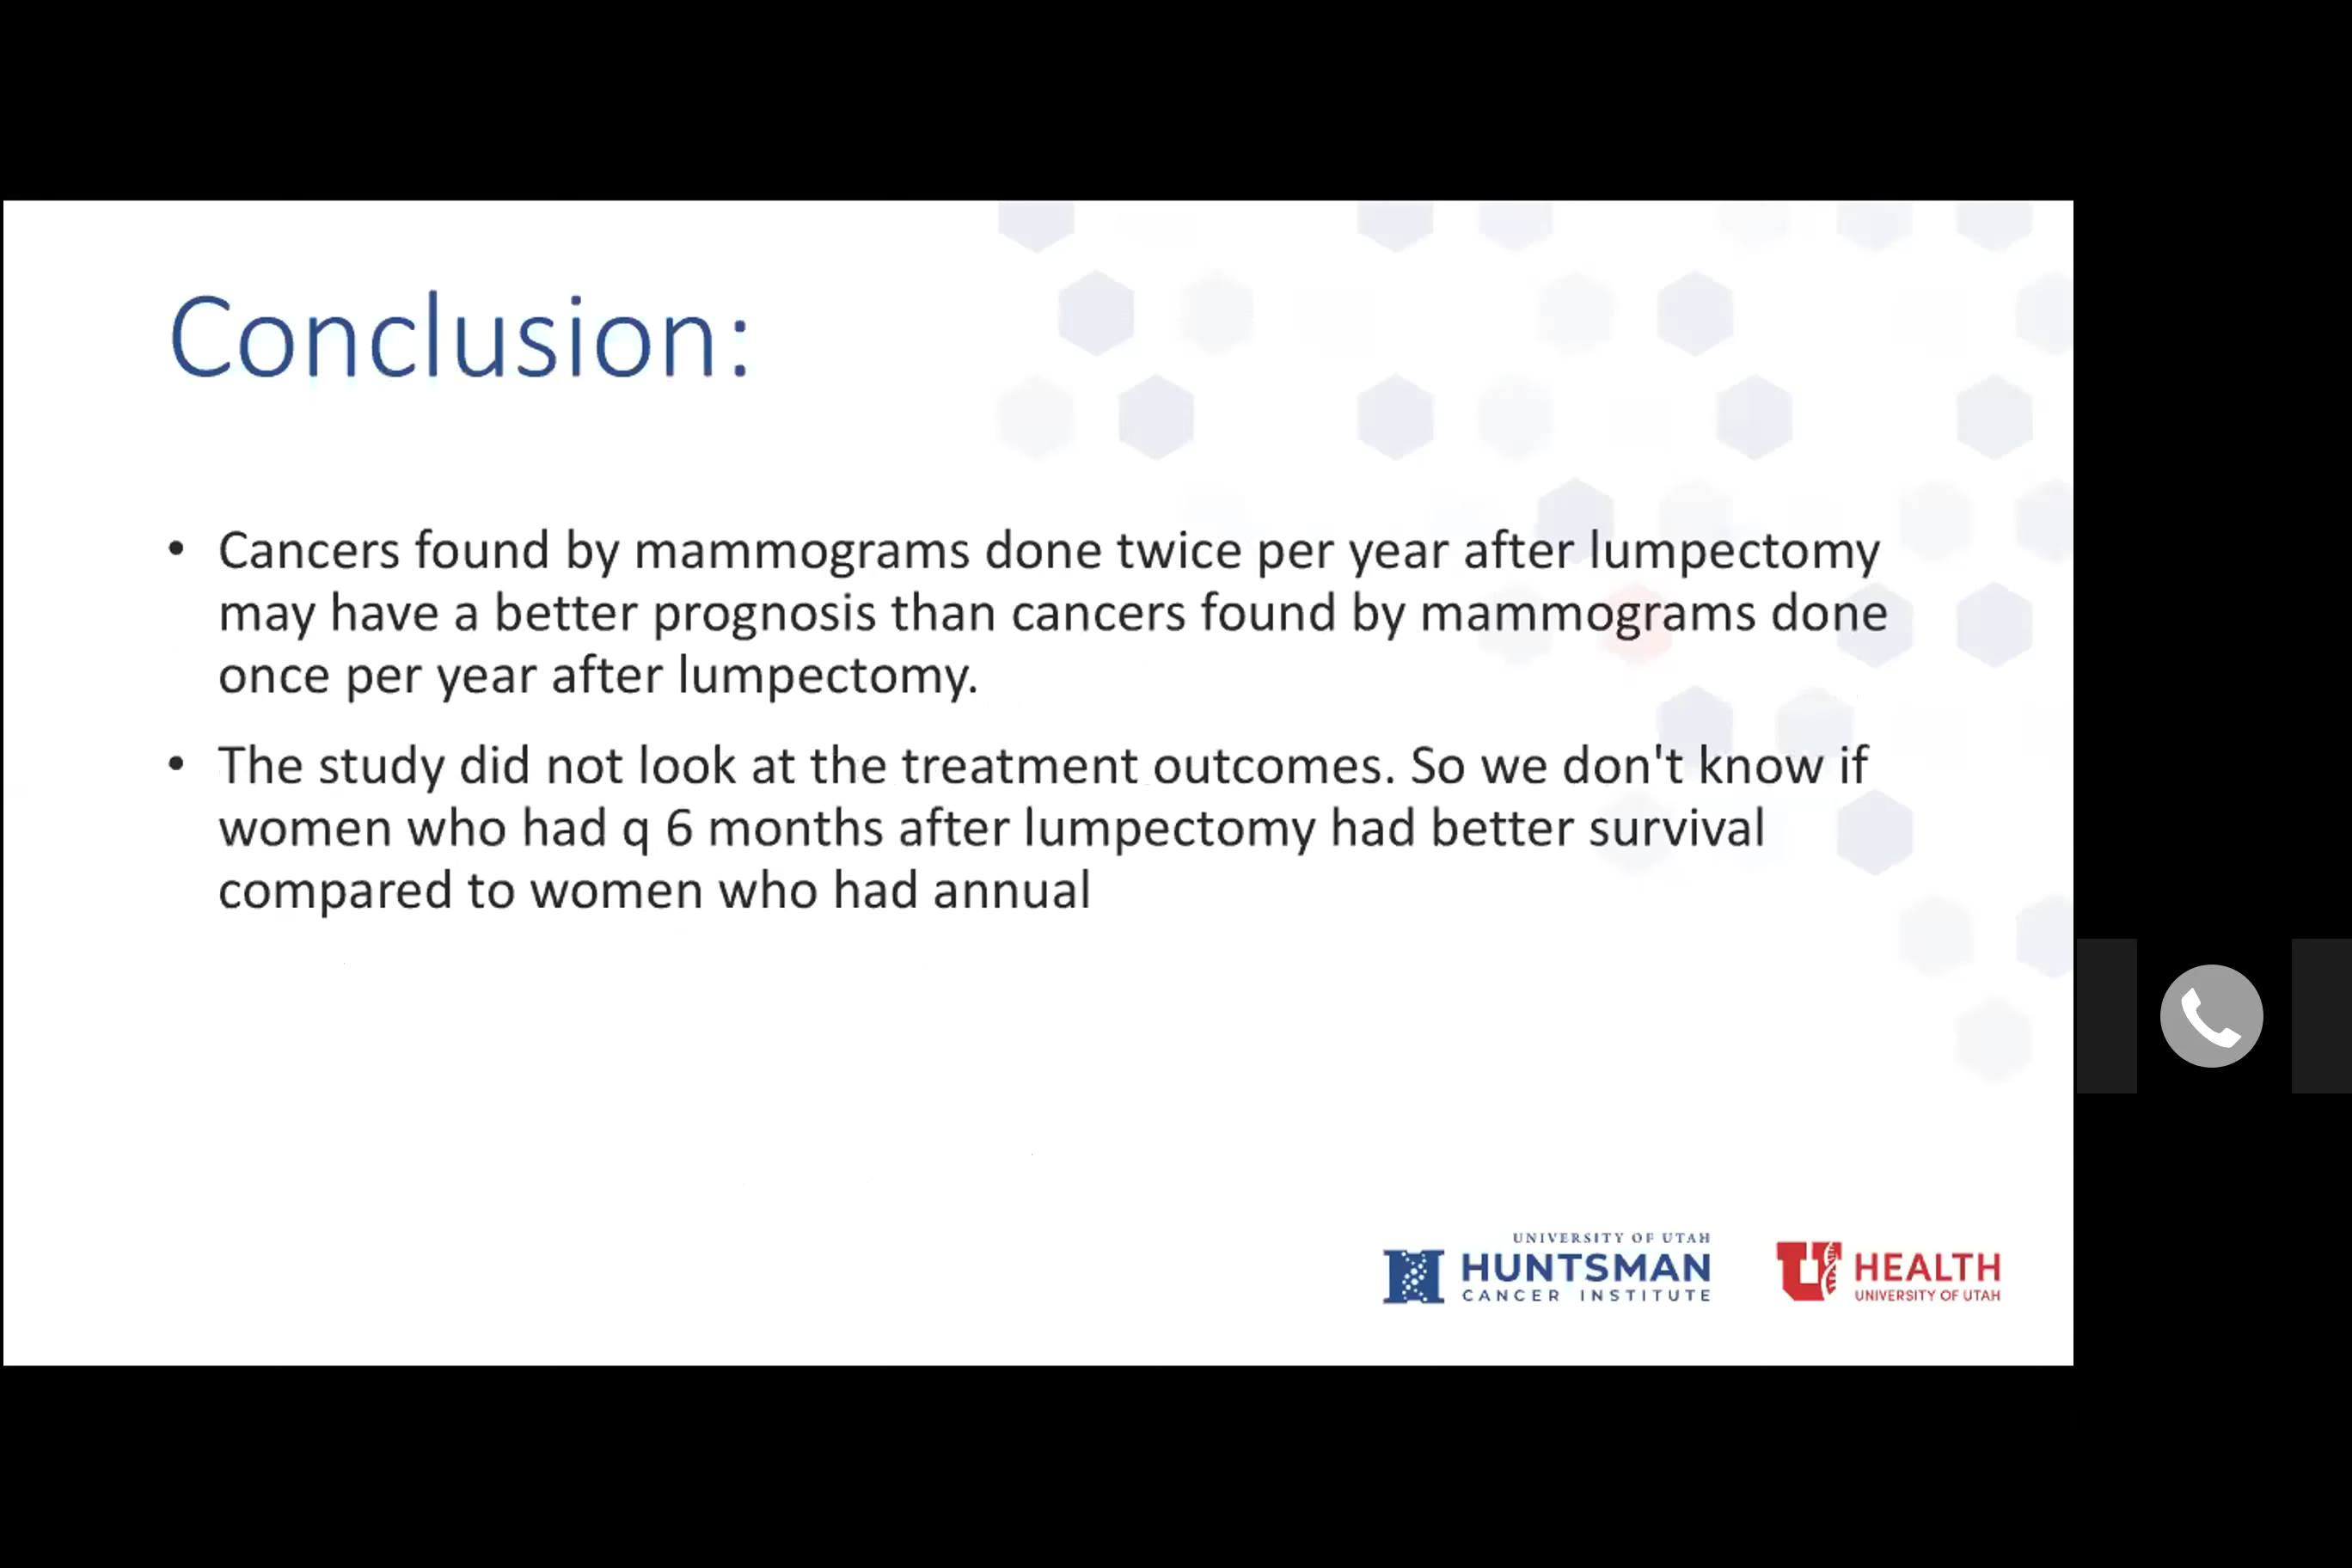 Conclusion:
• Cancers found by mammograms done twice per year after lumpectomy
may have a better prognosis than cancers found by mammograms done
once per year after lumpectomy.
• The study did not look at the treatment outcomes. So we don't know if
women who had q 6 months after lumpectomy had better survival
compared to women who had annual
UNIVERSITY OF UTAH
HUNTSMAN
CANCER INSTITUTE
U HEALTH
UNIVERSITY OF UTAH